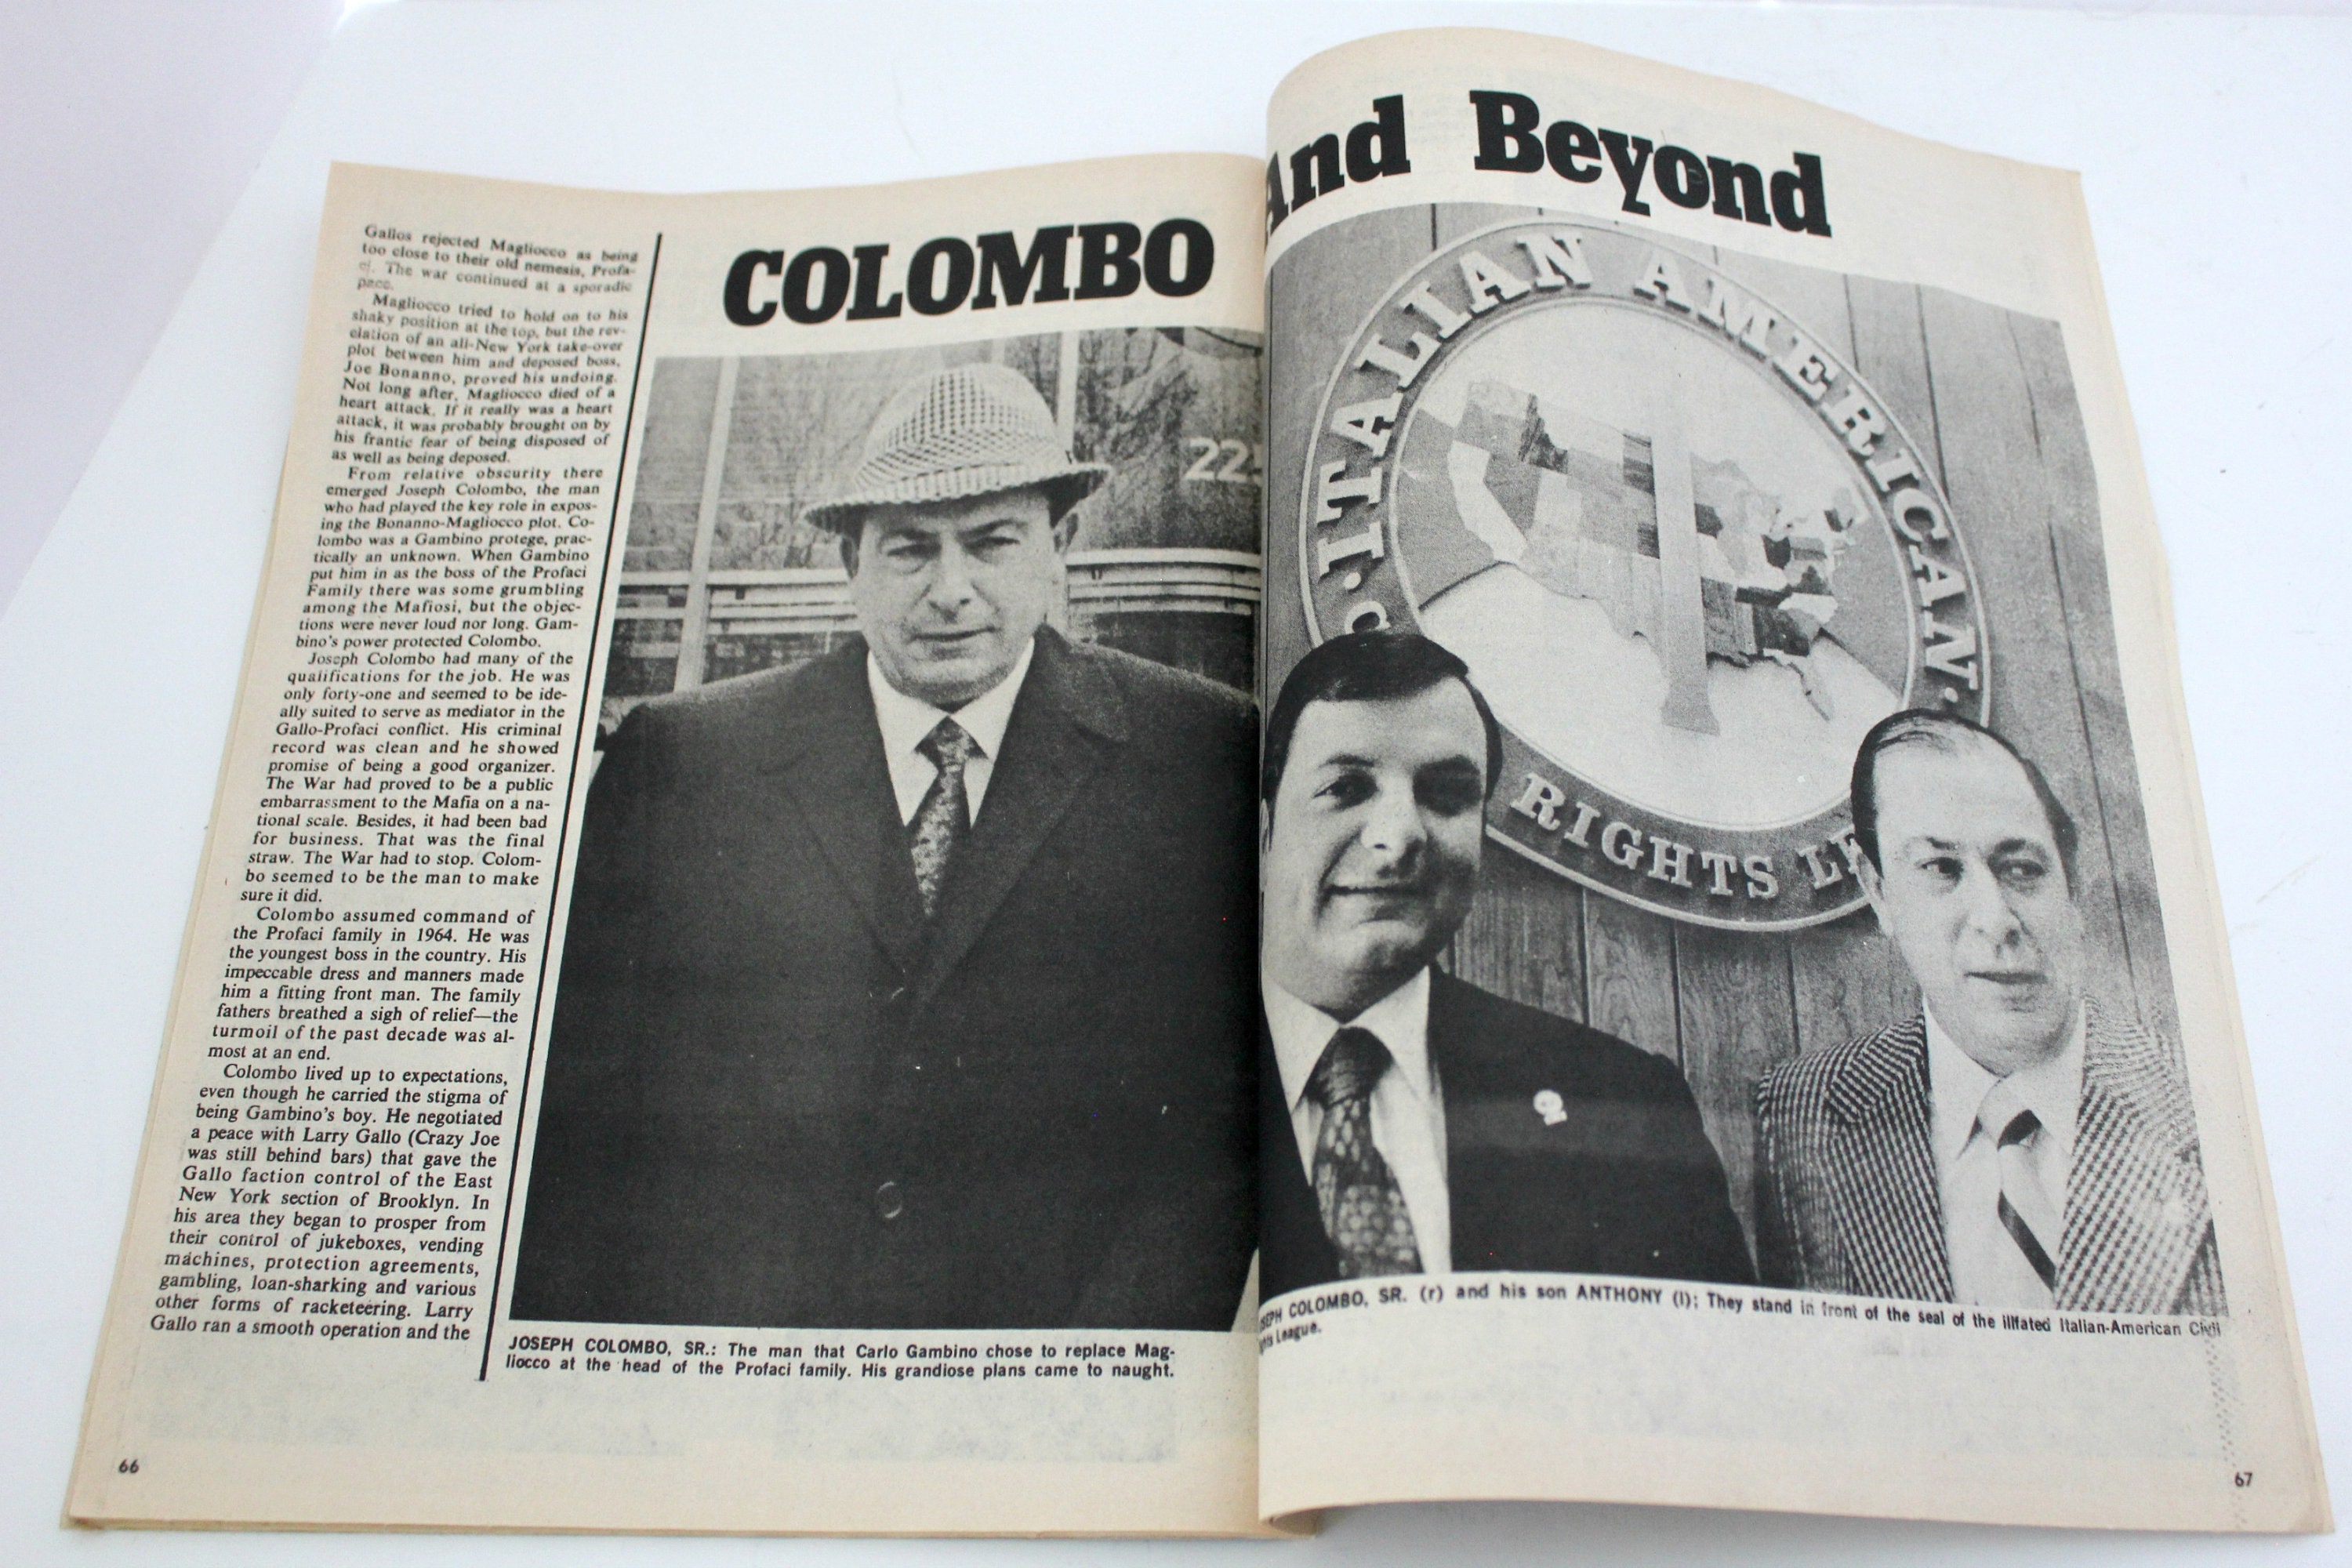 Gallos rejected Magliocco as being
too close to their old nemesis, Profa-
ci. The war continued at a sporadic
pace.
Magliocco tried to hold on to his
shaky position at the top, but the rev-
elation of an all-New York take-over
plot between him and deposed boss,
Joe Bonanno, proved his undoing.
Not long after, Magliocco died of a
heart attack. If it really was a heart
attack, it was probably brought on by
his frantic fear of being disposed of
as well as being deposed.
From relative obscurity there
emerged Joseph Colombo, the man
who had played the key role in expos-
ing the Bonanno-Magliocco plot. Co-
lombo was a Gambino protege, prac-
tically an unknown. When Gambino
put him in as the boss of the Profaci
Family there was some grumbling
among the Mafiosi, but the objec-
tions were never loud nor long. Gam-
bino's power protected Colombo.
Joseph Colombo had many of the
qualifications for the job. He was
only forty-one and seemed to be ide-
ally suited to serve as mediator in the
Gallo-Profaci conflict. His criminal
record was clean and he showed
promise of being a good organizer.
The War had proved to be a public
embarrassment to the Mafia on a na-
tional scale. Besides, it had been bad
for business. That was the final
straw. The War had to stop. Colom-
bo seemed to be the man to make
sure it did.
Colombo assumed command of
the Profaci family in 1964. He was
the youngest boss in the country. His
impeccable dress and manners made
him a fitting front man. The family
fathers breathed a sigh of relief—the
turmoil of the past decade was al-
most at an end.
Colombo lived up to expectations,
even though he carried the stigma of
being Gambino's boy. He negotiated
a peace with Larry Gallo (Crazy Joe
was still behind bars) that gave the
Gallo faction control of the East
New York section of Brooklyn. In
his area they began to prosper from
their control of jukeboxes, vending
machines, protection agreements,
gambling, loan-sharking and various
other forms of racketeering. Larry
Gallo ran a smooth operation and the
COLOMBO
22
JOSEPH COLOMBO, SR.: The man that Carlo Gambino chose to replace Mag-
liocco at the head of the Profaci family. His grandiose plans came to naught.
66
And Beyond
ITALIAN AMERICAN
RIGHTS LE
SEPH COLOMBO, SR. (r) and his son ANTHONY (l); They stand in front of the seal of the illfated Italian-American Civil
hts League.
67